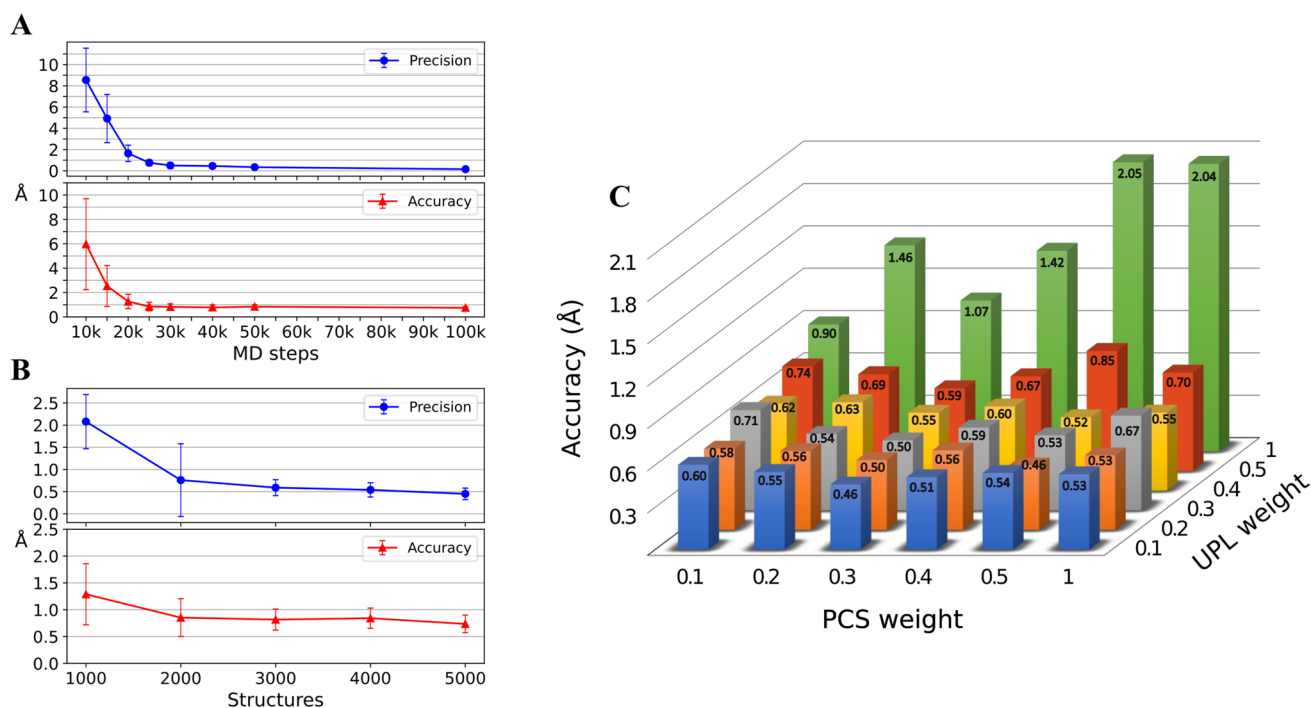 A
Precision
10
8
6
4
2
0
Å
Accuracy
10
8
6
4
2
0
10k 20k 30k 40k 50k 60k 70k 80k 90k 100k
MD steps
B
Precision
2.5
2.0
1.5
1.0
0.5
0.0
Å
Accuracy
2.5
2.0
1.5
1.0
0.5
0.0
1000 2000 3000 4000 5000
Structures
C
Accuracy (Å)
2.1
1.8
1.5
1.2
0.9
0.6
0.3
0.90 1.46 1.07 1.42 2.05 2.04
0.74 0.69 0.59 0.67 0.85 0.70
0.62 0.63 0.55 0.60 0.52 0.55
0.71 0.54 0.50 0.59 0.53 0.67
0.58 0.56 0.50 0.56 0.46 0.53
0.60 0.55 0.46 0.51 0.54 0.53
0.1 0.2 0.3 0.4 0.5 1
PCS weight
0.1 0.2 0.3 0.4 0.5 1
UPL weight